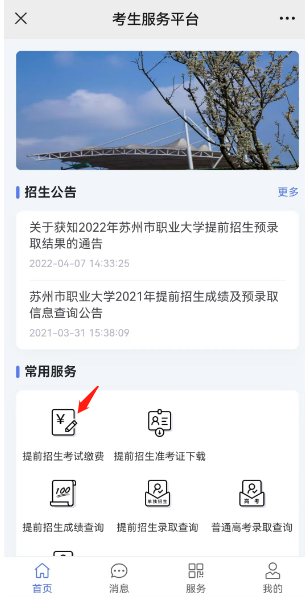 考生服务平台
招生公告
更多
关于获知2022年苏州市职业大学提前招生预录
取结果的通告
2022-04-07 14:33:25
苏州市职业大学2021年提前招生成绩及预录取
信息查询公告
2021-03-31 15:38:09
常用服务
¥
提前招生考试缴费
提前招生准考证下载
100
提前招生成绩查询
单独招生
提前招生录取查询
高考
普通高考录取查询
首页
消息
服务
我的